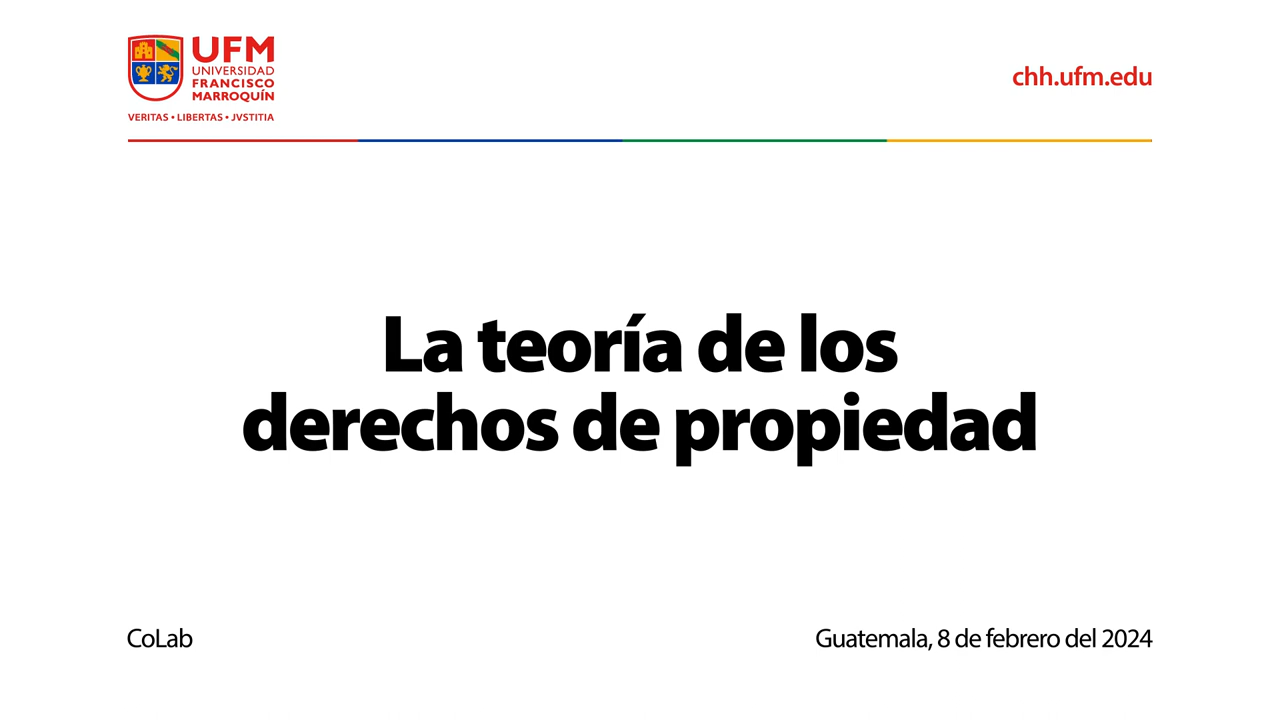 UFM
UNIVERSIDAD
FRANCISCO
MARROQUÍN
VERITAS • LIBERTAS • JVSTITIA
chh.ufm.edu
La teoría de los
derechos de propiedad
CoLab
Guatemala, 8 de febrero del 2024